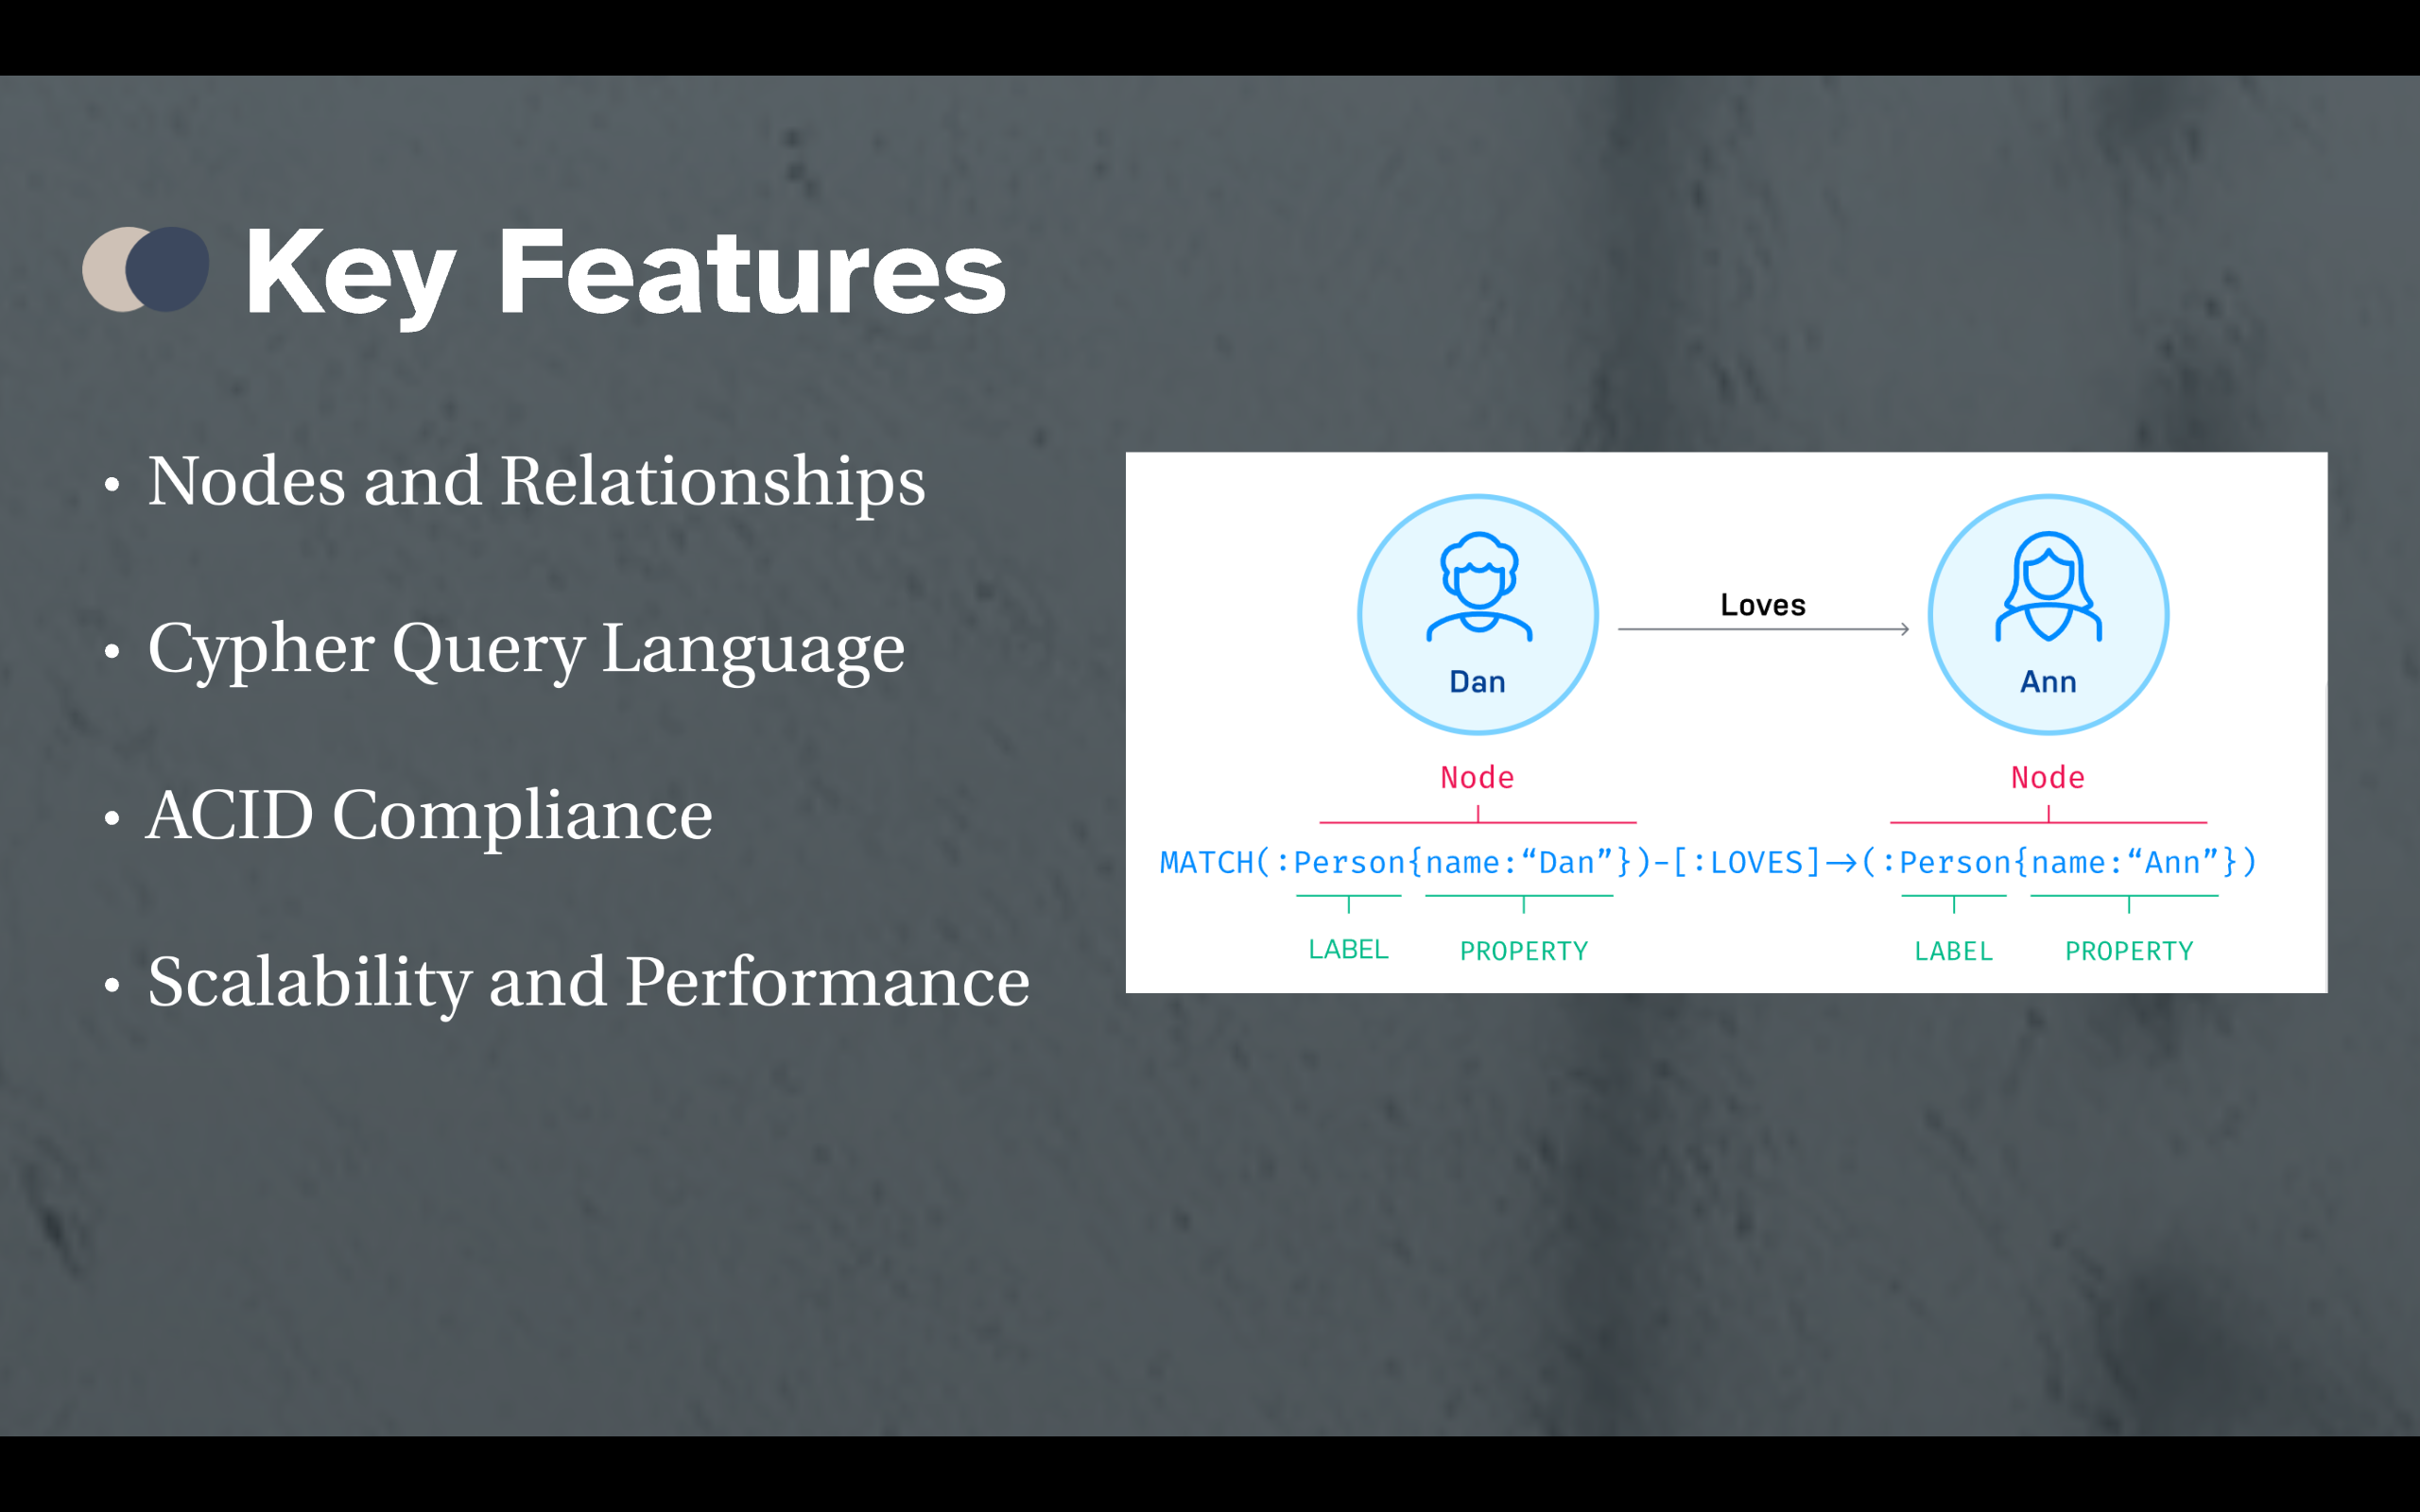 Key Features
• Nodes and Relationships
• Cypher Query Language
• ACID Compliance
• Scalability and Performance
Loves
Dan Ann
Node Node
MATCH(:Person{name:“Dan”})-[:LOVES]→(:Person{name:“Ann”})
LABEL PROPERTY LABEL PROPERTY